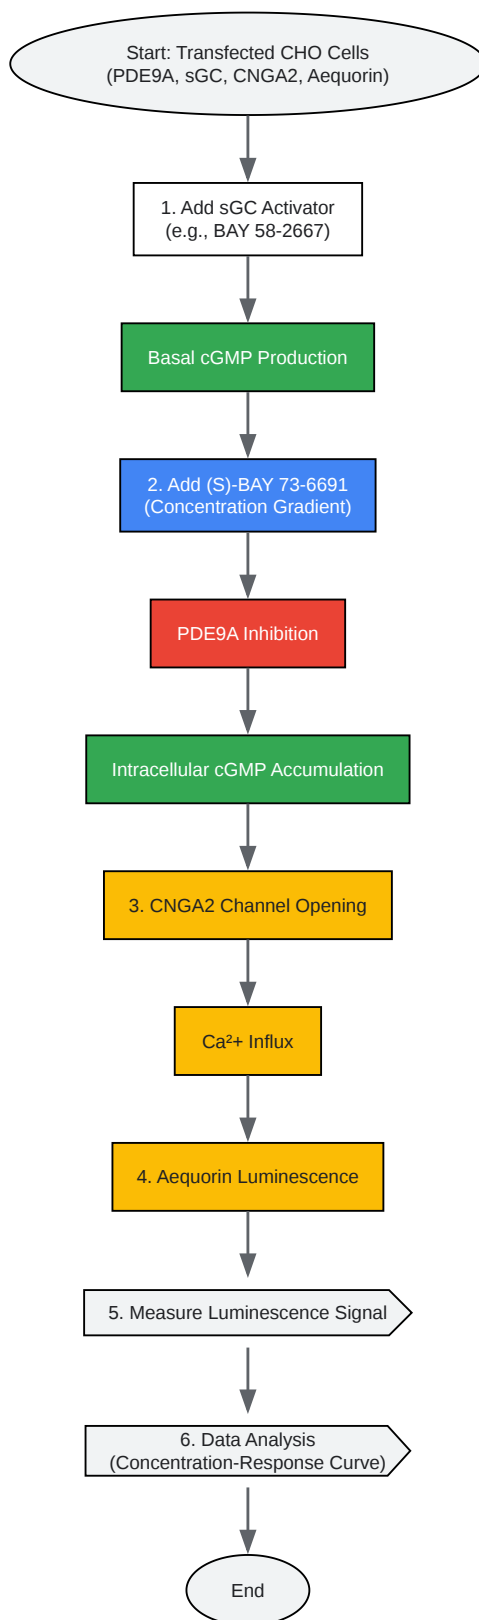 Start: Transfected CHO Cells
(PDE9A, sGC, CNGA2, Aequorin)
1. Add sGC Activator
(e.g., BAY 58-2667)
Basal cGMP Production
2. Add (S)-BAY 73-6691
(Concentration Gradient)
PDE9A Inhibition
Intracellular cGMP Accumulation
3. CNGA2 Channel Opening
Ca²+ Influx
4. Aequorin Luminescence
5. Measure Luminescence Signal
6. Data Analysis
(Concentration-Response Curve)
End